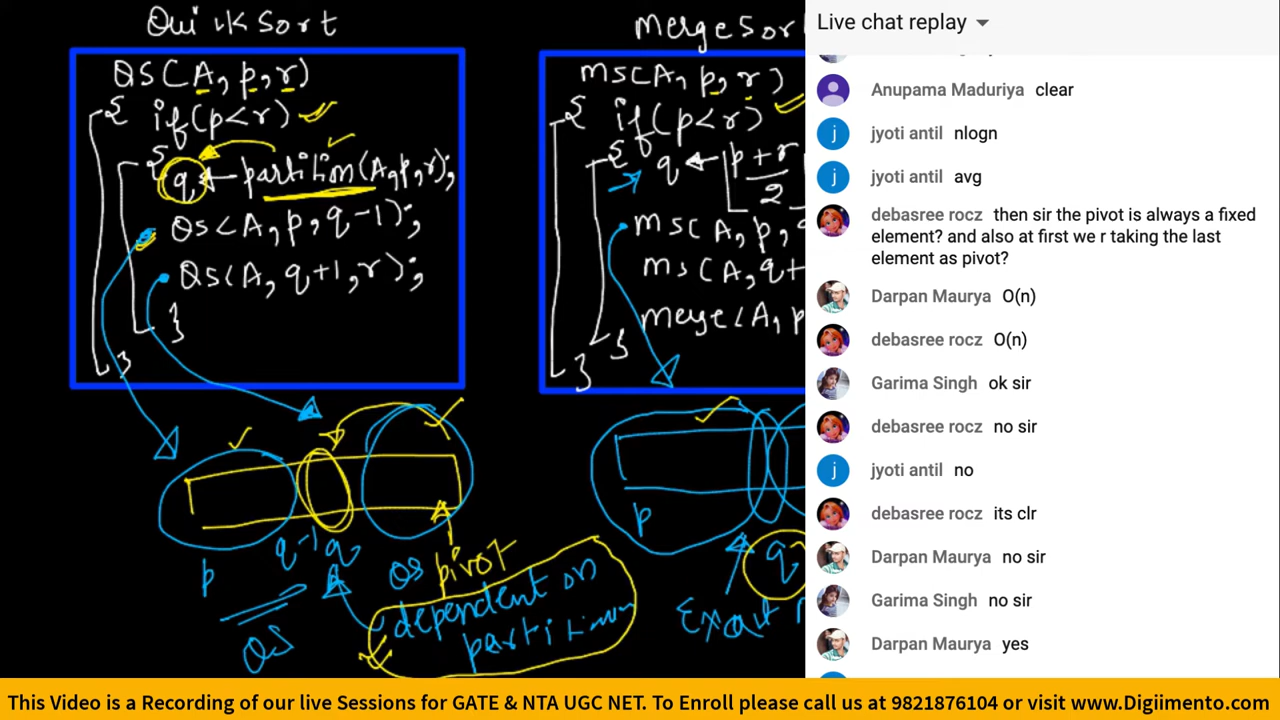 QuickSort
QS(A, p, r)
{ if(p<r)
{
q ← partition(A,p,r);
QS(A, p, q-1);
QS(A, q+1, r);
}
}
p
q-1
q
QS
QS
pivot
dependent on
partition
MergeSor
MS(A, p, r)
{ if(p<r)
{
q ← p+r
2
MS(A, p, q
MS(A, q+
merge(A, p
}
}
p
q
Exact
Live chat replay
Anupama Maduriya clear
j jyoti antil nlogn
j jyoti antil avg
debasree rocz then sir the pivot is always a fixed
element? and also at first we r taking the last
element as pivot?
Darpan Maurya O(n)
debasree rocz O(n)
Garima Singh ok sir
debasree rocz no sir
j jyoti antil no
debasree rocz its clr
Darpan Maurya no sir
Garima Singh no sir
Darpan Maurya yes
This Video is a Recording of our live Sessions for GATE & NTA UGC NET. To Enroll please call us at 9821876104 or visit www.Digiimento.com